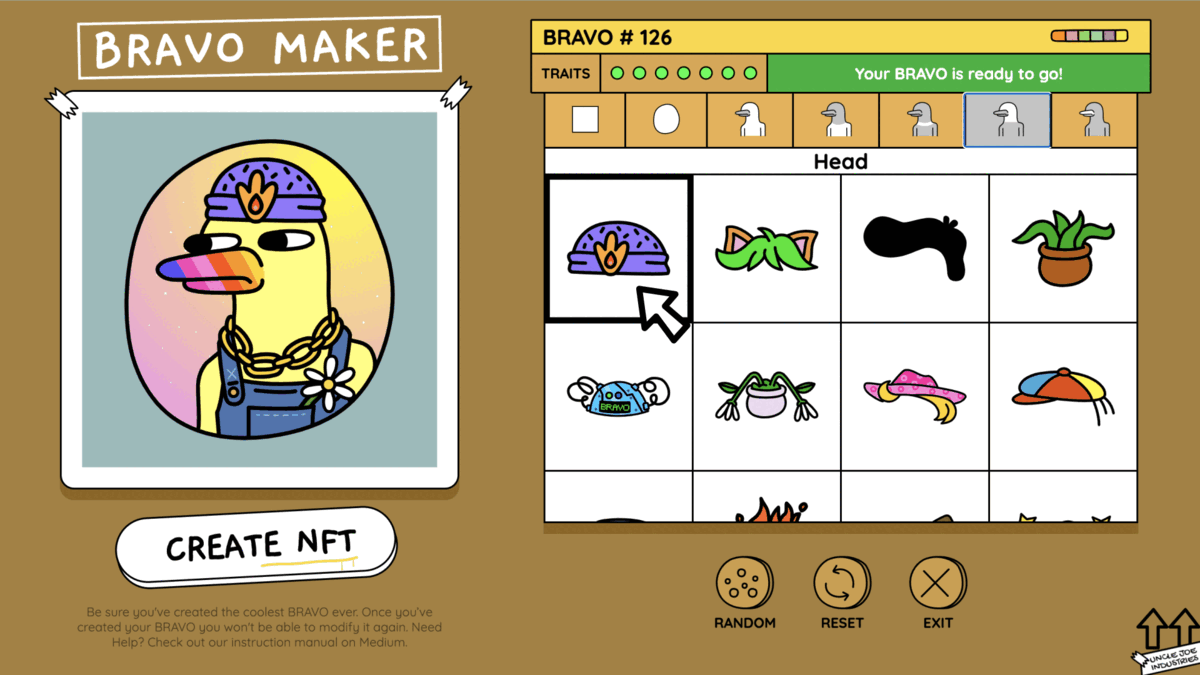 BRAVO MAKER
BRAVO # 126
TRAITS
Your BRAVO is ready to go!
Head
BRAVO
CREATE NFT
Be sure you've created the coolest BRAVO ever. Once you've
created your BRAVO you won't be able to modify it again. Need
Help? Check out our instruction manual on Medium.
RANDOM
RESET
EXIT
UNCLE JOE
INDUSTRIES